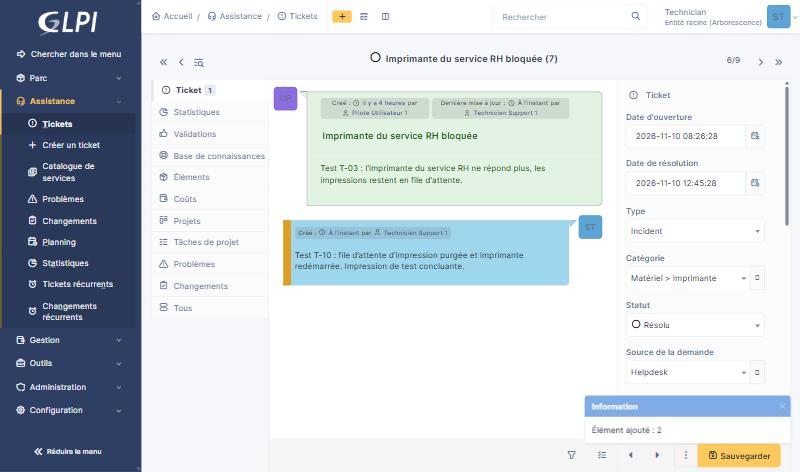 GLPI
Chercher dans le menu
Parc
Assistance
Tickets
Créer un ticket
Catalogue de
services
Problèmes
Changements
Planning
Statistiques
Tickets récurrents
Changements
récurrents
Gestion
Outils
Administration
Configuration
Réduire le menu
Accueil / Assistance / Tickets
Rechercher
Technician
Entité racine (Arborescence)
ST
Imprimante du service RH bloquée (7)
6/9
Ticket 1
Statistiques
Validations
Base de connaissances
Éléments
Coûts
Projets
Tâches de projet
Problèmes
Changements
Tous
UP
Créé : il y a 4 heures par
Pilote Utilisateur 1
Dernière mise à jour : À l'instant par
Technicien Support 1
Imprimante du service RH bloquée
Test T-03 : l'imprimante du service RH ne répond plus, les
impressions restent en file d'attente.
ST
Créé : À l'instant par Technicien Support 1
Test T-10 : file d'attente d'impression purgée et imprimante
redémarrée. Impression de test concluante.
Ticket
Date d'ouverture
2026-11-10 08:26:28
Date de résolution
2026-11-10 12:45:28
Type
Incident
Catégorie
Matériel > Imprimante
Statut
Résolu
Source de la demande
Helpdesk
Information
Élément ajouté : 2
Sauvegarder